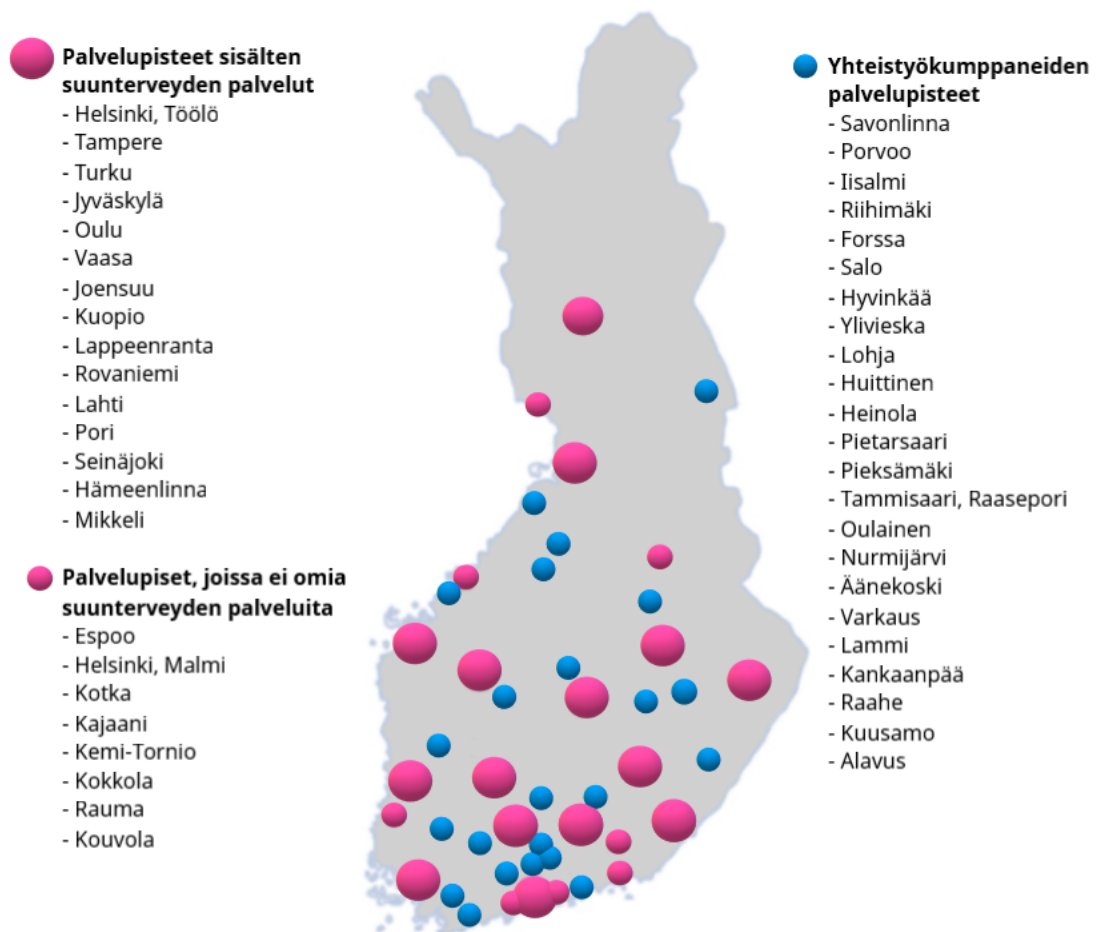 Palvelupisteet sisälten
suunterveyden palvelut
- Helsinki, Töölö
- Tampere
- Turku
- Jyväskylä
- Oulu
- Vaasa
- Joensuu
- Kuopio
- Lappeenranta
- Rovaniemi
- Lahti
- Pori
- Seinäjoki
- Hämeenlinna
- Mikkeli
Palvelupiset, joissa ei omia
suunterveyden palveluita
- Espoo
- Helsinki, Malmi
- Kotka
- Kajaani
- Kemi-Tornio
- Kokkola
- Rauma
- Kouvola
Yhteistyökumppaneiden
palvelupisteet
- Savonlinna
- Porvoo
- Iisalmi
- Riihimäki
- Forssa
- Salo
- Hyvinkää
- Ylivieska
- Lohja
- Huittinen
- Heinola
- Pietarsaari
- Pieksämäki
- Tammisaari, Raasepori
- Oulainen
- Nurmijärvi
- Äänekoski
- Varkaus
- Lammi
- Kankaanpää
- Raahe
- Kuusamo
- Alavus